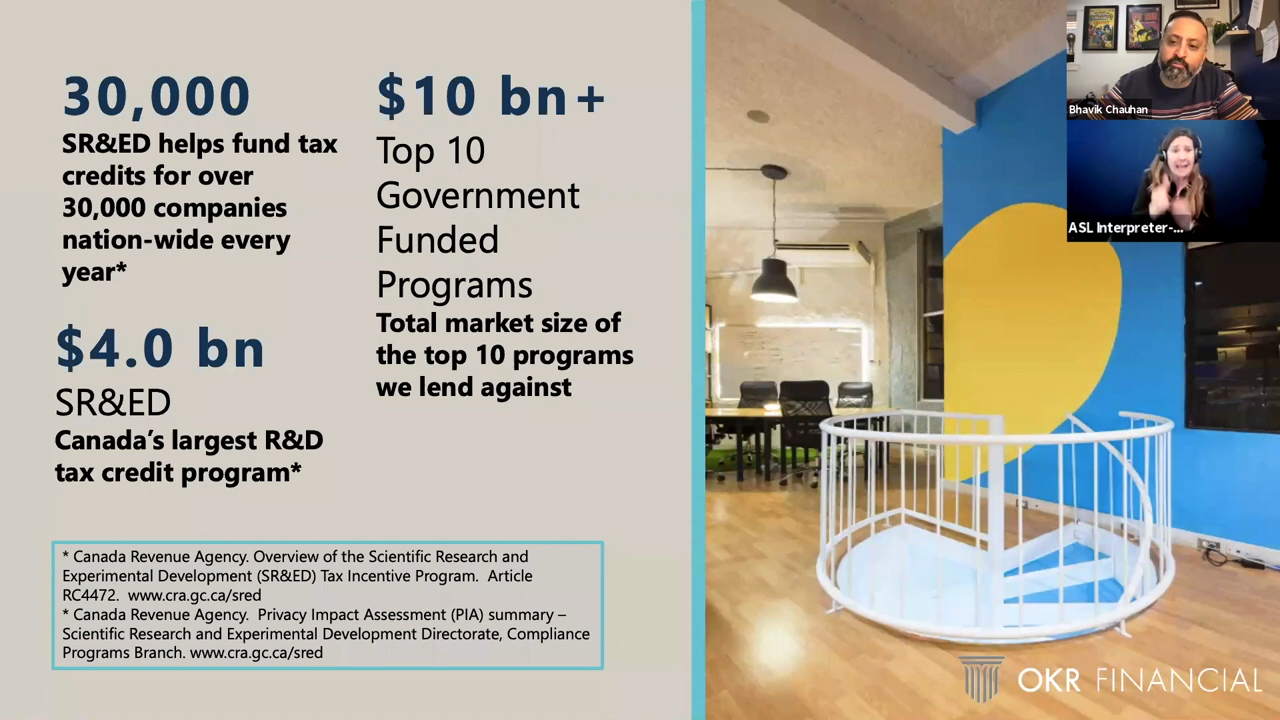 30,000
SR&ED helps fund tax
credits for over
30,000 companies
nation-wide every
year*
$4.0 bn
SR&ED
Canada's largest R&D
tax credit program*
$10 bn+
Top 10
Government
Funded
Programs
Total market size of
the top 10 programs
we lend against
* Canada Revenue Agency. Overview of the Scientific Research and
Experimental Development (SR&ED) Tax Incentive Program. Article
RC4472. www.cra.gc.ca/sred
* Canada Revenue Agency. Privacy Impact Assessment (PIA) summary –
Scientific Research and Experimental Development Directorate, Compliance
Programs Branch. www.cra.gc.ca/sred
Bhavik Chauhan
ASL Interpreter-...
OKR FINANCIAL